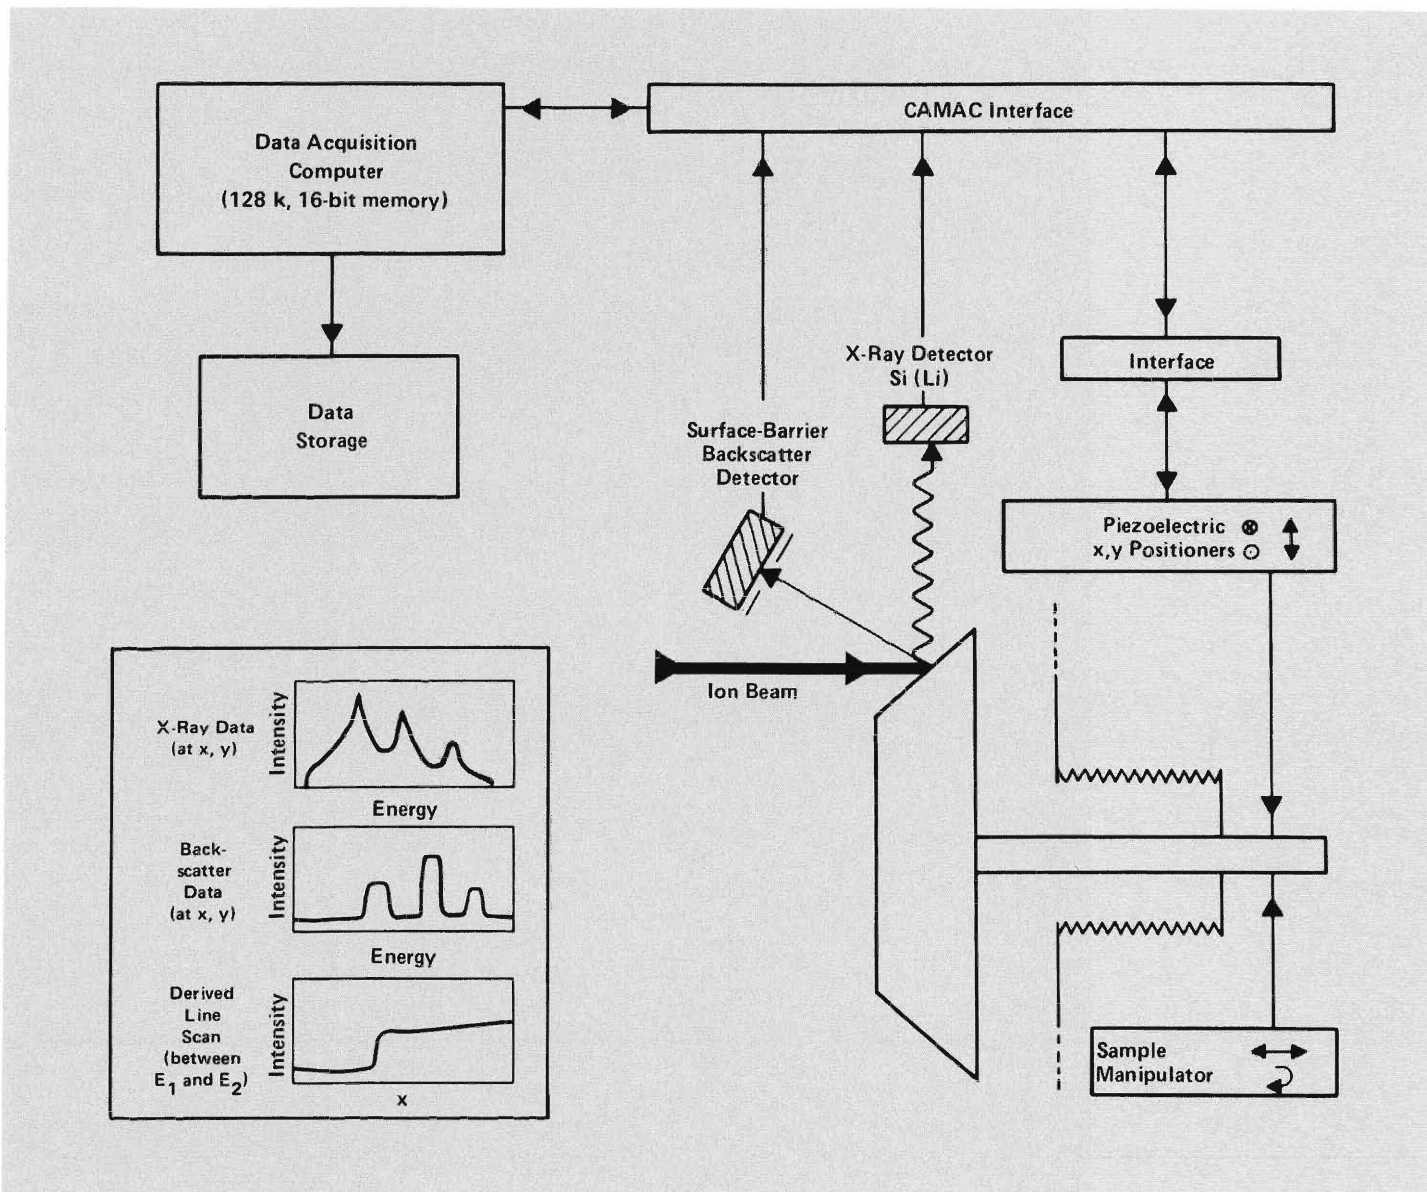 Data Acquisition
Computer
(128 k, 16-bit memory)
CAMAC Interface
Data
Storage
X-Ray Detector
Si (Li)
Interface
Surface-Barrier
Backscatter
Detector
Piezoelectric
x,y Positioners
Ion Beam
X-Ray Data
(at x, y)
Intensity
Energy
Back-
scatter
Data
(at x, y)
Intensity
Energy
Derived
Line
Scan
(between
E1 and E2)
Intensity
x
Sample
Manipulator